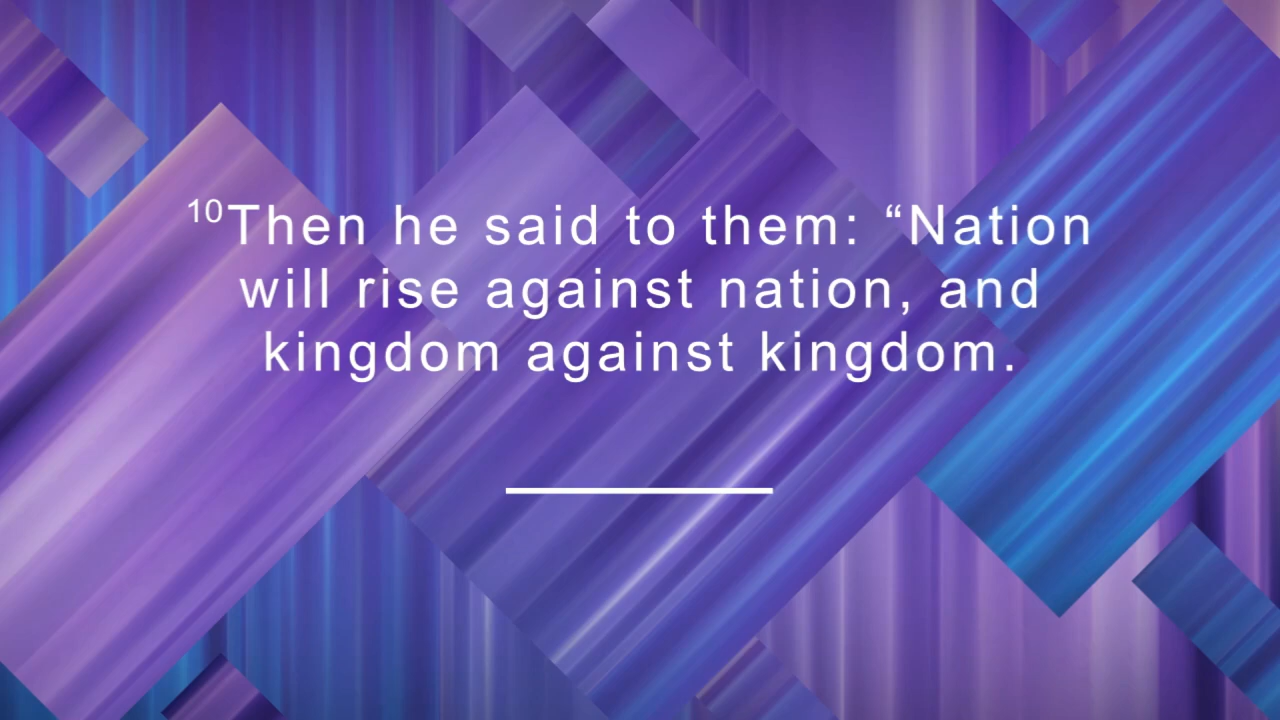 ¹⁰Then he said to them: “Nation
will rise against nation, and
kingdom against kingdom.